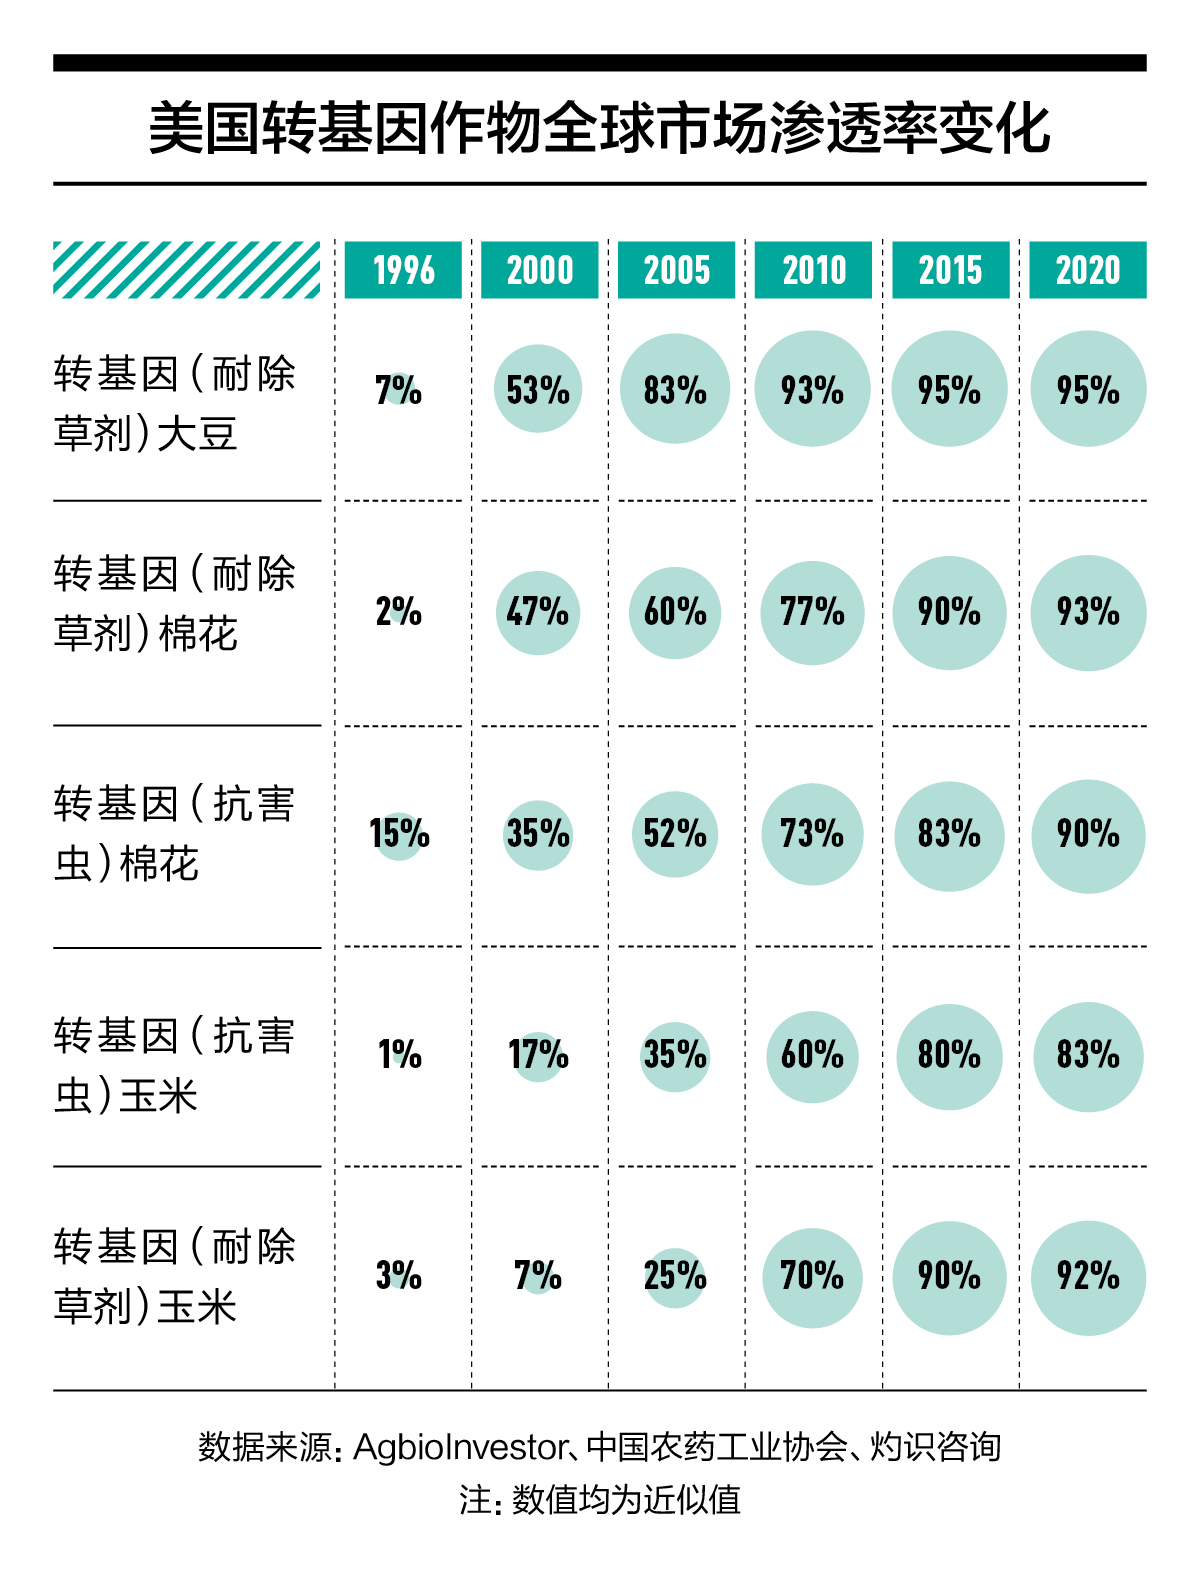 美国转基因作物全球市场渗透率变化
1996 2000 2005 2010 2015 2020
转基因（耐除
草剂）大豆
7% 53% 83% 93% 95% 95%
转基因（耐除
草剂）棉花
2% 47% 60% 77% 90% 93%
转基因（抗害
虫）棉花
15% 35% 52% 73% 83% 90%
转基因（抗害
虫）玉米
1% 17% 35% 60% 80% 83%
转基因（耐除
草剂）玉米
3% 7% 25% 70% 90% 92%
数据来源：AgbioInvestor、中国农药工业协会、灼识咨询
注：数值均为近似值